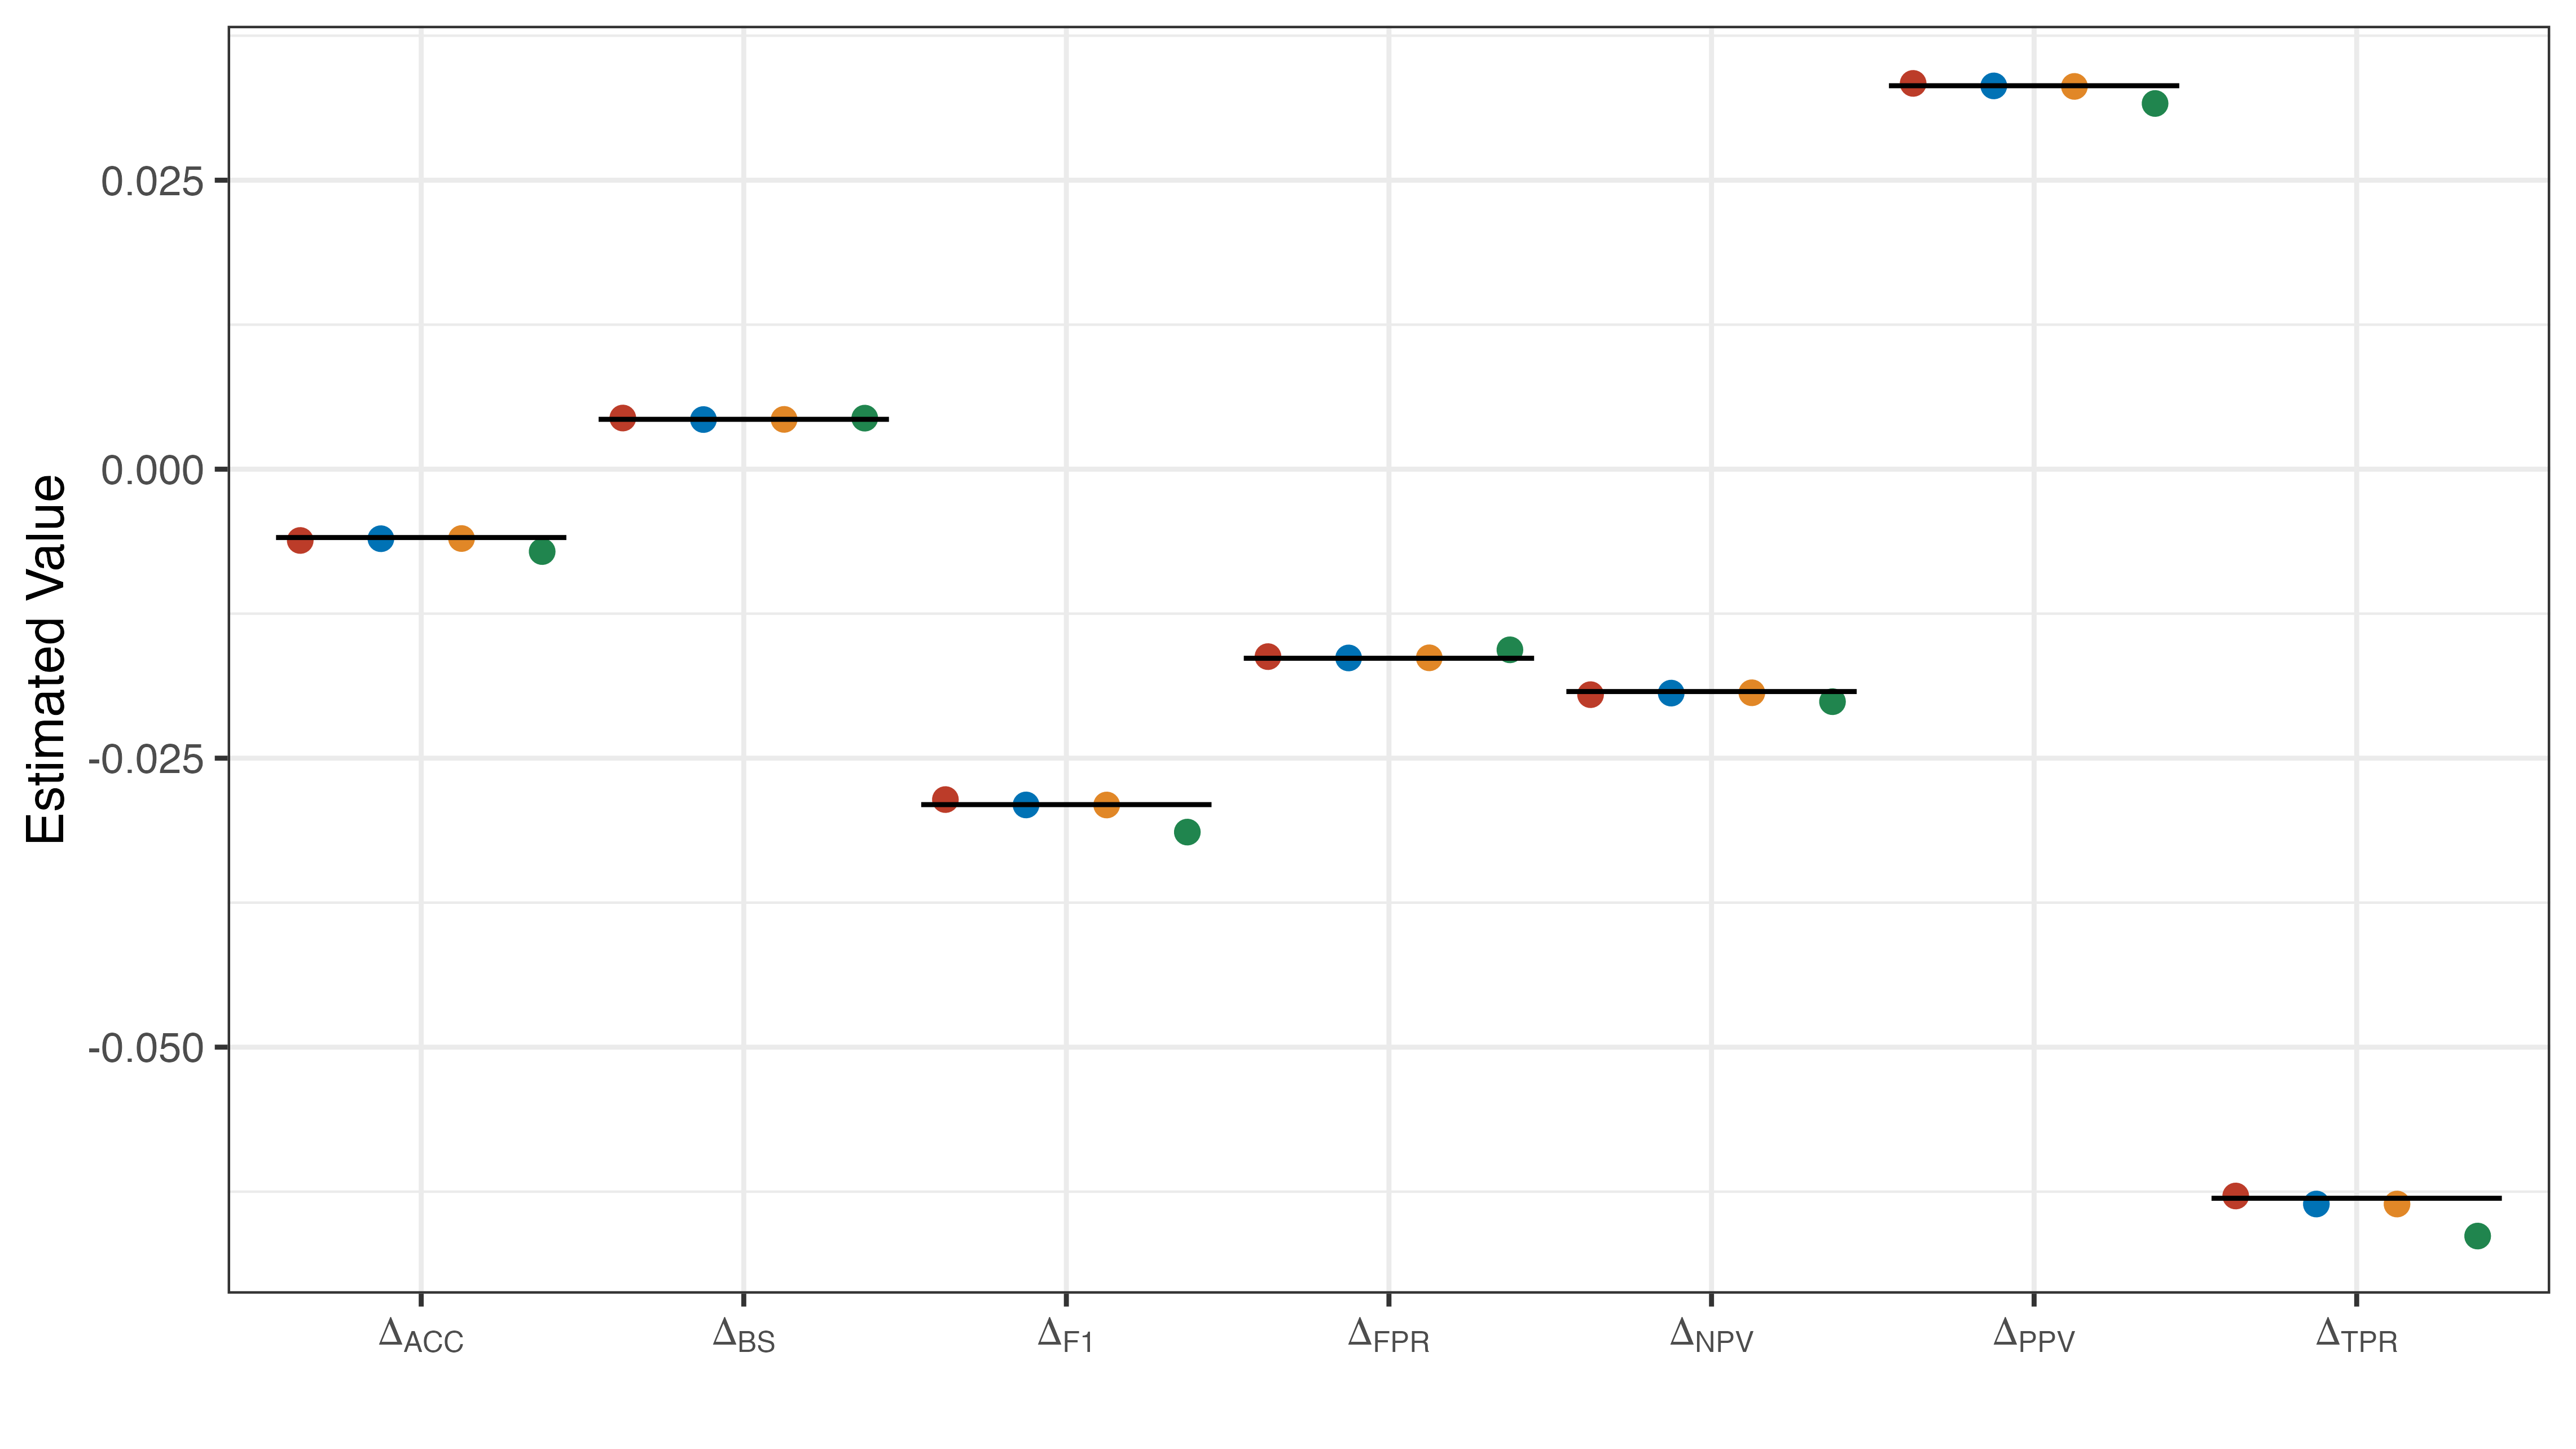 Estimated Value
0.025
0.000
-0.025
-0.050
ΔACC ΔBS ΔF1 ΔFPR ΔNPV ΔPPV ΔTPR